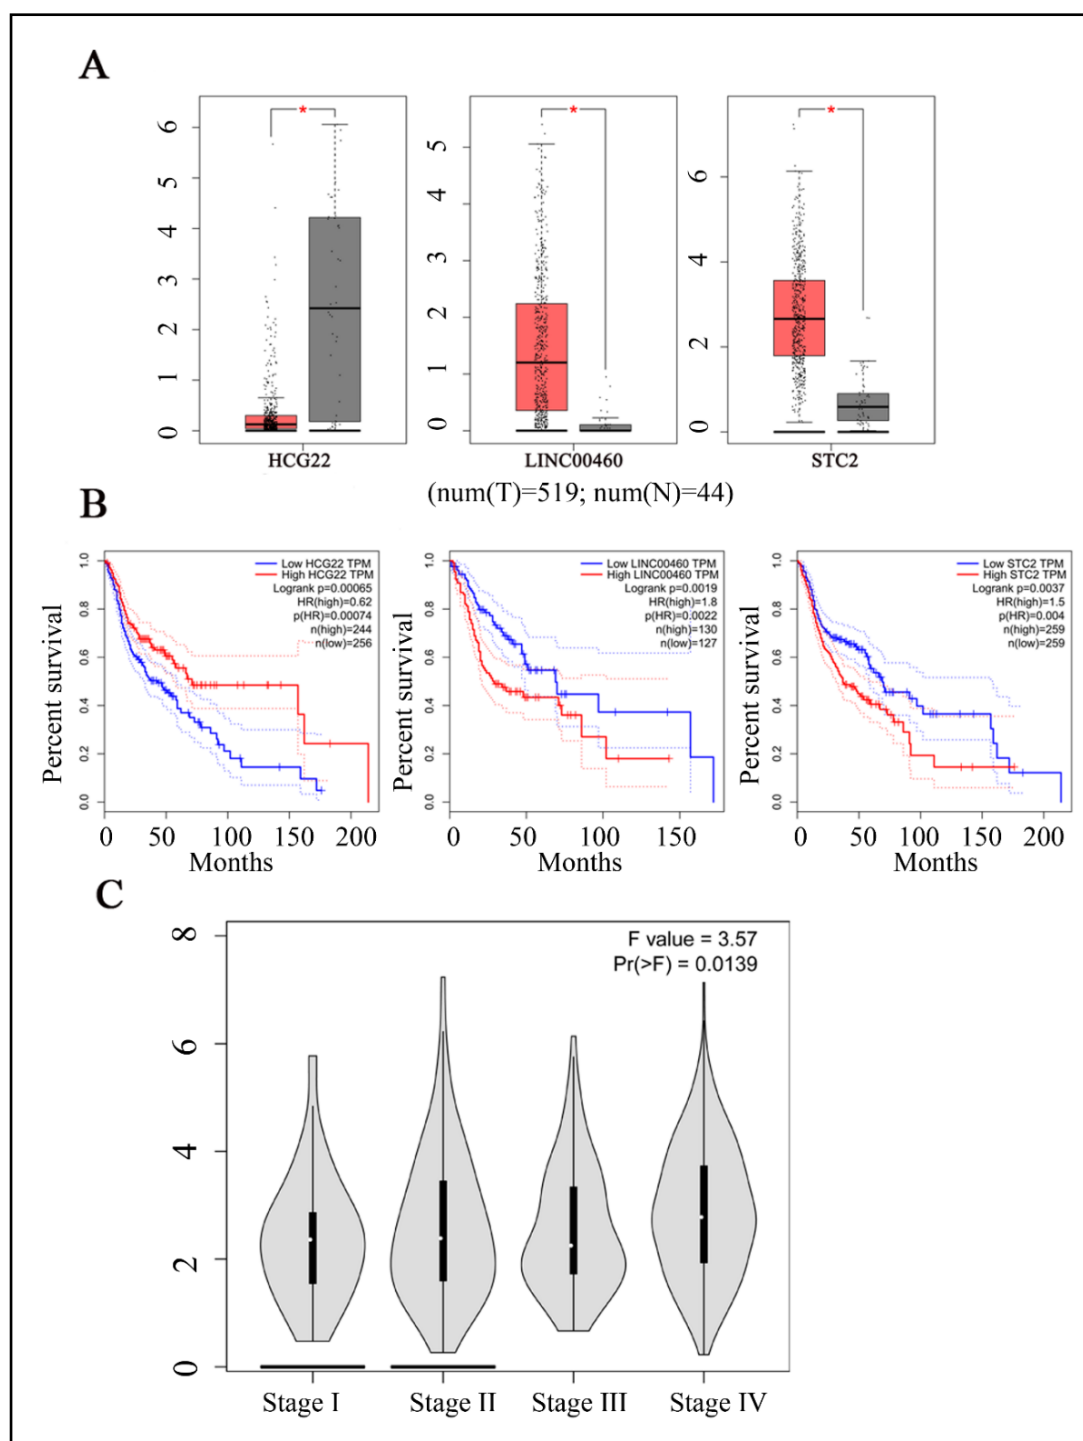 A
* * *
6
5
4
3
2
1
0
5
4
3
2
1
0
6
4
2
0
HCG22 LINC00460 STC2
(num(T)=519; num(N)=44)
B
Percent survival
1.0
0.8
0.6
0.4
0.2
0.0
Low HCG22 TPM
High HCG22 TPM
Logrank p=0.00065
HR(high)=0.62
p(HR)=0.00074
n(high)=244
n(low)=256
0 50 100 150 200
Months
Percent survival
1.0
0.8
0.6
0.4
0.2
0.0
Low LINC00460 TPM
High LINC00460 TPM
Logrank p=0.0019
HR(high)=1.8
p(HR)=0.0022
n(high)=130
n(low)=127
0 50 100 150
Months
Percent survival
1.0
0.8
0.6
0.4
0.2
0.0
Low STC2 TPM
High STC2 TPM
Logrank p=0.0037
HR(high)=1.5
p(HR)=0.004
n(high)=259
n(low)=259
0 50 100 150 200
Months
C
F value = 3.57
Pr(>F) = 0.0139
8
6
4
2
0
Stage I Stage II Stage III Stage IV